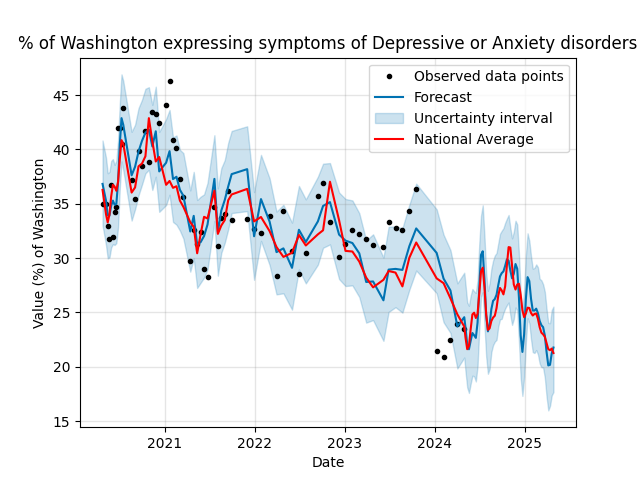 % of Washington expressing symptoms of Depressive or Anxiety disorders
Observed data points
Forecast
Uncertainty interval
National Average
Value (%) of Washington
45
40
35
30
25
20
15
2021
2022
2023
2024
2025
Date